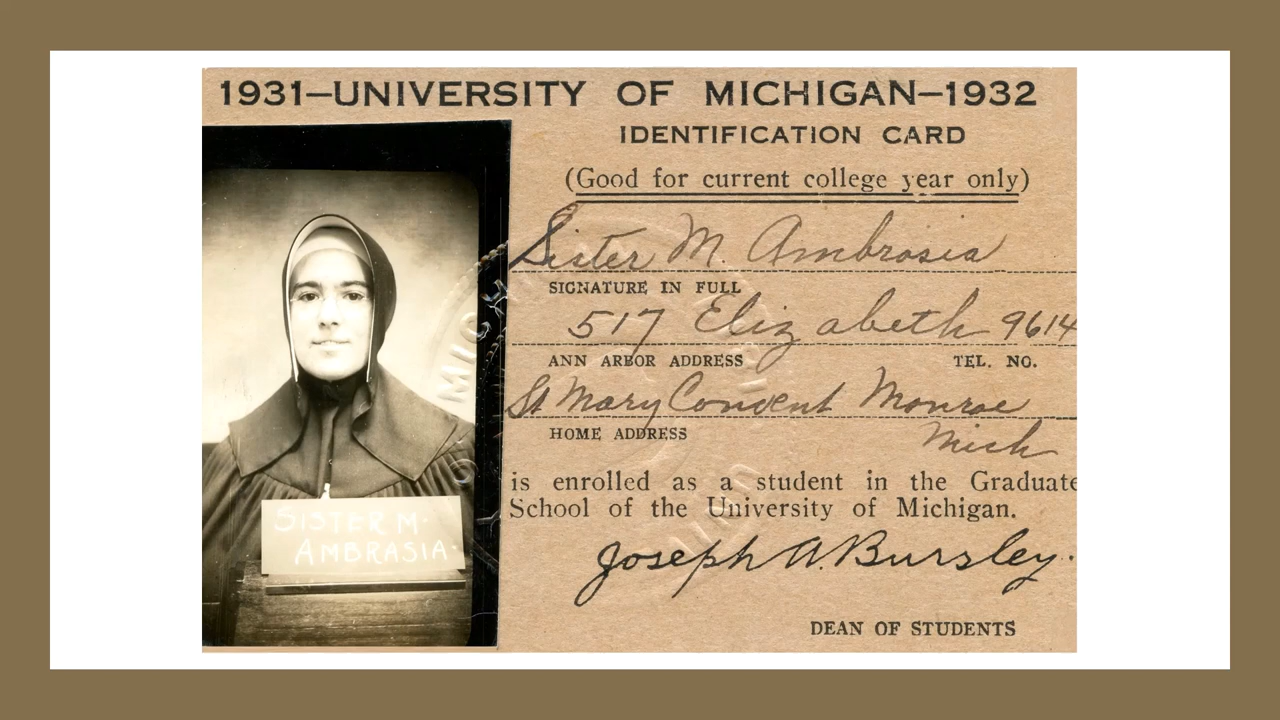 1931—UNIVERSITY OF MICHIGAN—1932
IDENTIFICATION CARD
(Good for current college year only)
Sister M. Ambrosia
SIGNATURE IN FULL
517 Elizabeth 9614
ANN ARBOR ADDRESS TEL. NO.
St Mary Convent Monroe
HOME ADDRESS
Mich
is enrolled as a student in the Graduate
School of the University of Michigan.
Joseph A. Bursley.
DEAN OF STUDENTS
SISTER M.
AMBRASIA.
MICH